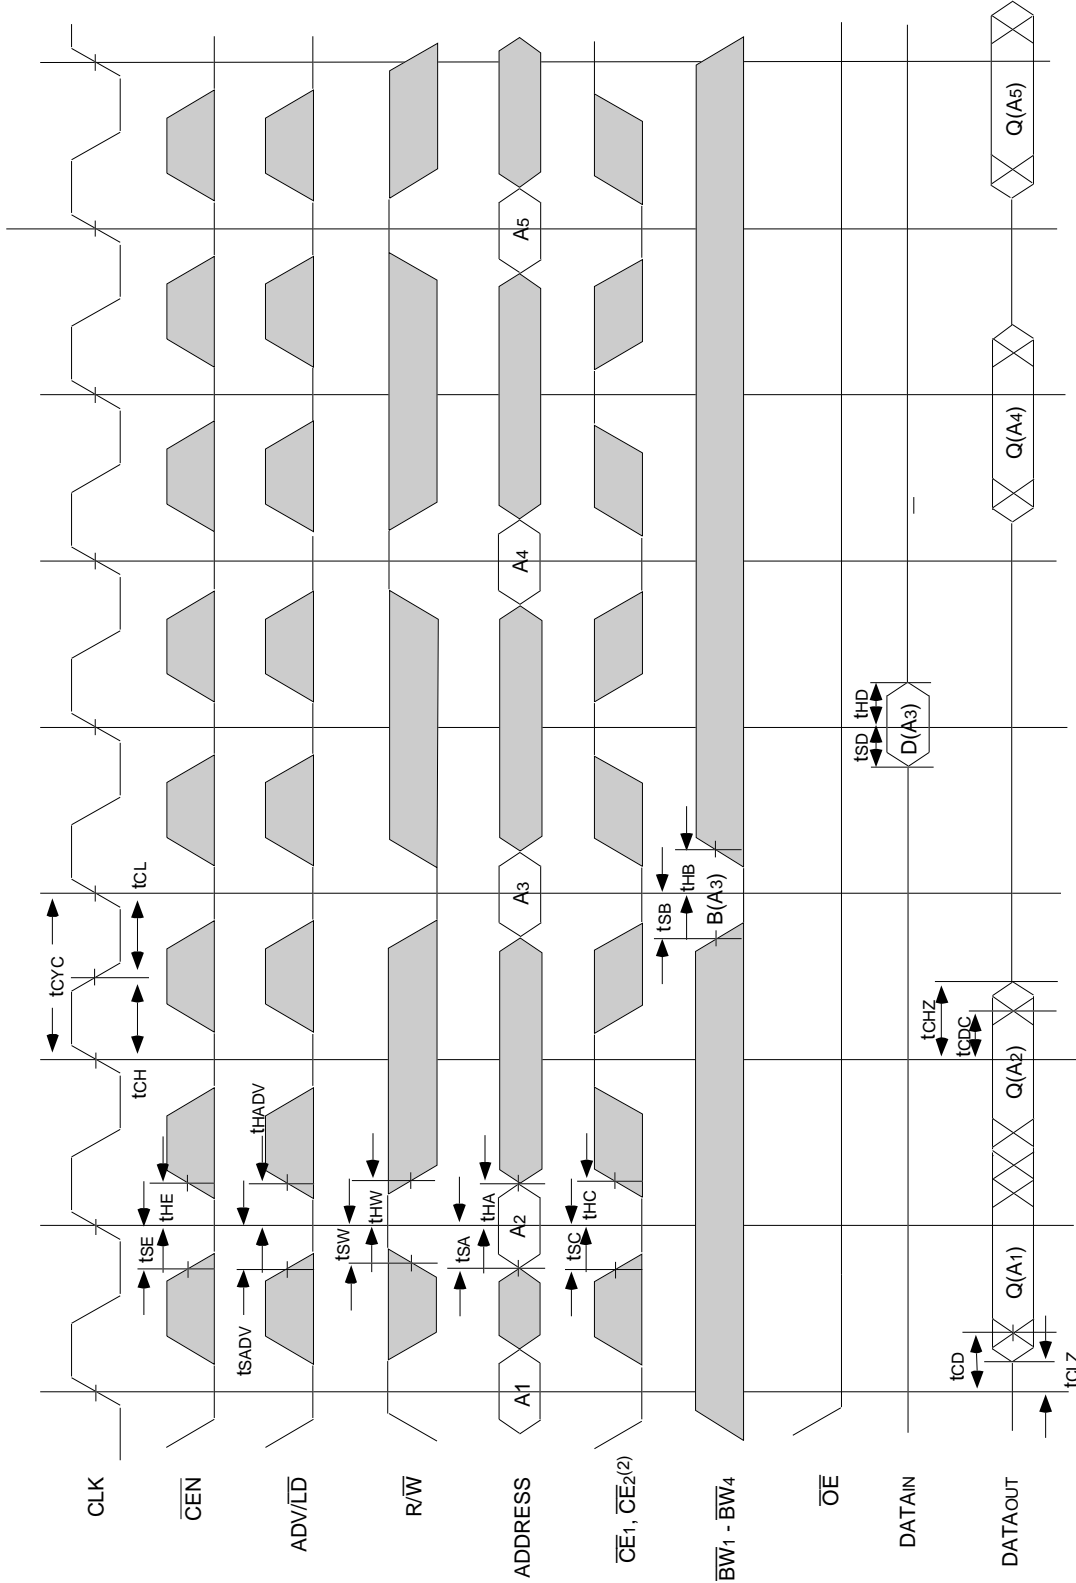 CLK
tCYC
tCH
tCL
CEN
tSE
tHE
ADV/LD
tSADV
tHADV
R/W
tSW
tHW
ADDRESS
A1
A2
A3
A4
A5
tSA
tHA
CE1, CE2(2)
tSC
tHC
BW1 - BW4
tSB
tHB
B(A3)
OE
DATAIN
tSD
tHD
D(A3)
DATAOUT
tCD
tCLZ
Q(A1)
Q(A2)
tCHZ
tCDC
Q(A4)
Q(A5)